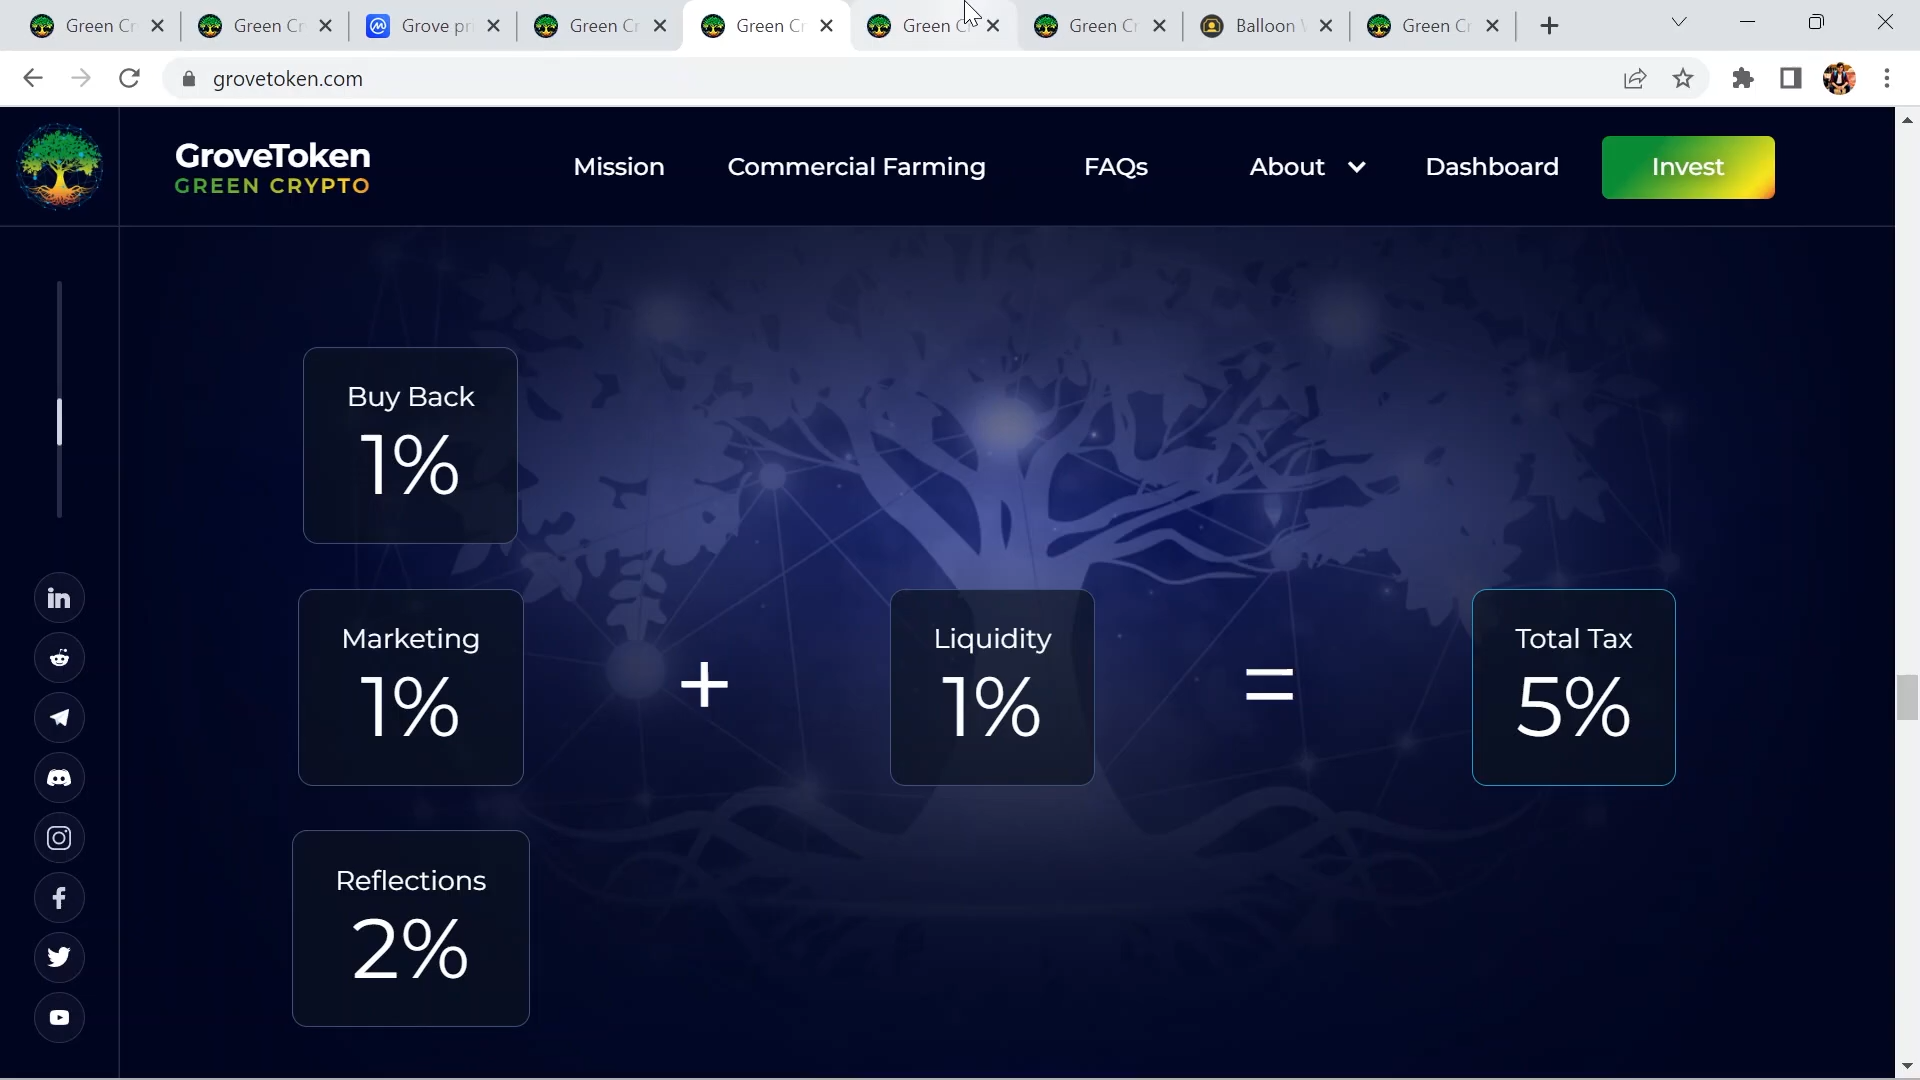 Green Cr
Green Cr
Grove pri
Green Cr
Green Cr
Green C
Green Cr
Balloon
Green Cr
grovetoken.com
GroveToken
GREEN CRYPTO
Mission
Commercial Farming
FAQs
About
Dashboard
Invest
Buy Back
1%
Marketing
1%
+
Liquidity
1%
=
Total Tax
5%
Reflections
2%